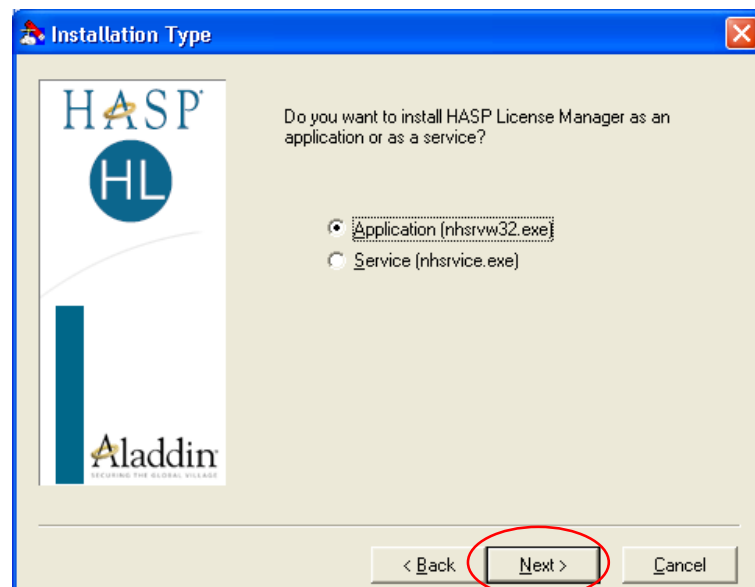 Installation Type
HASP
HL
Do you want to install HASP License Manager as an
application or as a service?
Application (nhsrvw32.exe)
Service (nhsrvice.exe)
Aladdin
SECURING THE GLOBAL VILLAGE
< Back
Next >
Cancel